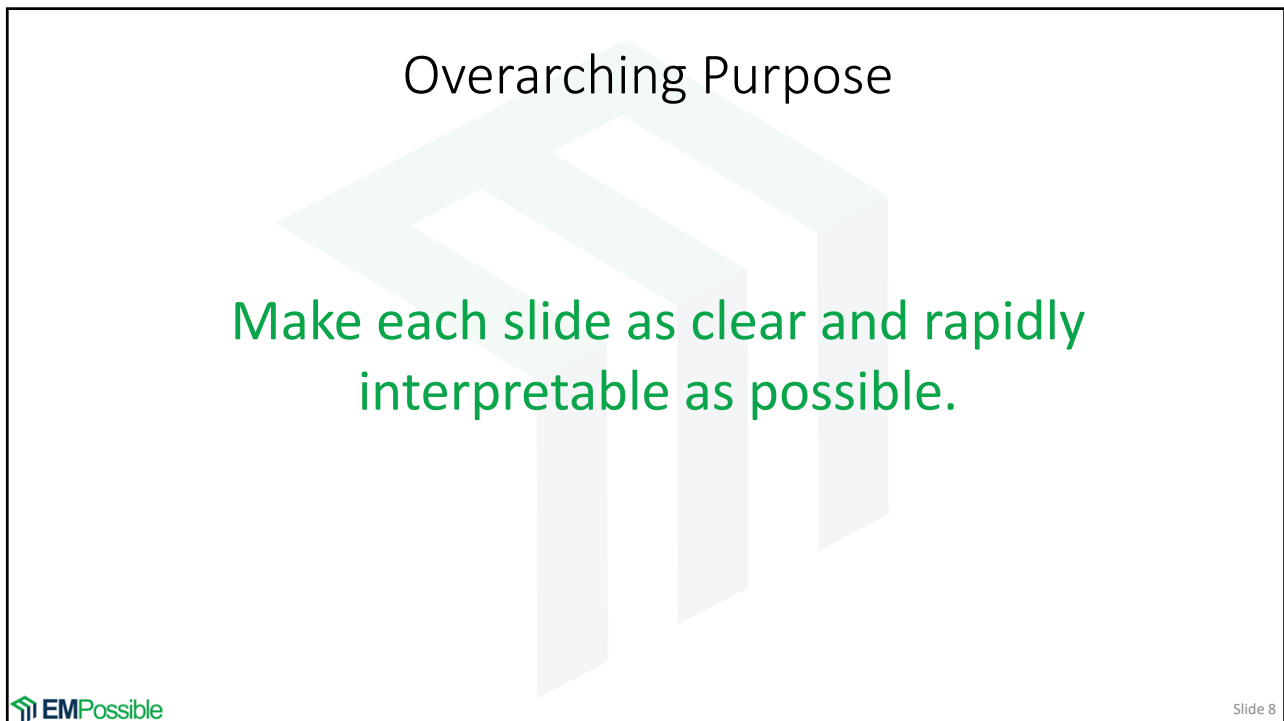 Overarching Purpose
Make each slide as clear and rapidly
interpretable as possible.
EMPossible
Slide 8